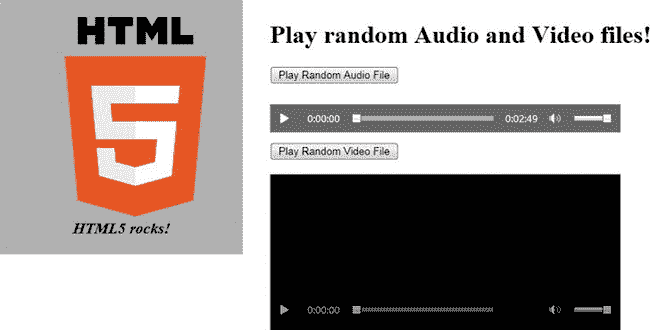 HTML
5
HTML5 rocks!
Play random Audio and Video files!
Play Random Audio File
0:00:00 0:02:49
Play Random Video File
0:00:00